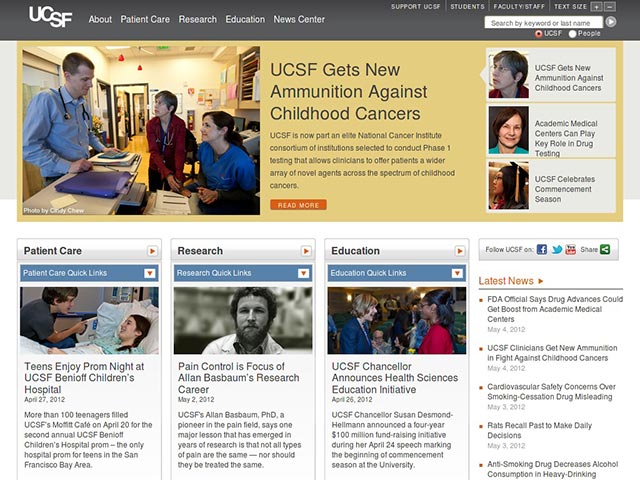 SUPPORT UCSF
STUDENTS
FACULTY/STAFF
TEXT SIZE + −
UCSF
About
Patient Care
Research
Education
News Center
Search by keyword or last name
UCSF
People
UCSF Gets New
Ammunition Against
Childhood Cancers
UCSF is now part an elite National Cancer Institute
consortium of institutions selected to conduct Phase 1
testing that allows clinicians to offer patients a wider
array of novel agents across the spectrum of childhood
cancers.
READ MORE
Photo by Cindy Chew
UCSF Gets New
Ammunition Against
Childhood Cancers
Academic Medical
Centers Can Play
Key Role in Drug
Testing
UCSF Celebrates
Commencement
Season
Patient Care
Patient Care Quick Links
Teens Enjoy Prom Night at
UCSF Benioff Children's
Hospital
April 27, 2012
More than 100 teenagers filled
UCSF's Moffitt Café on April 20 for the
second annual UCSF Benioff
Children's Hospital prom – the only
hospital prom for teens in the
San Francisco Bay Area.
Research
Research Quick Links
Pain Control is Focus of
Allan Basbaum's Research
Career
May 2, 2012
UCSF's Allan Basbaum, PhD, a
pioneer in the pain field, says one
major lesson that has emerged in
years of research is that not all types
of pain are the same — nor should
they be treated the same.
Education
Education Quick Links
UCSF Chancellor
Announces Health Sciences
Education Initiative
April 26, 2012
UCSF Chancellor Susan Desmond-
Hellmann announced a four-year
$100 million fund-raising initiative
during her April 24 speech marking
the beginning of commencement
season at the University.
Follow UCSF on:
You Tube
Share
Latest News
FDA Official Says Drug Advances Could
Get Boost from Academic Medical
Centers
May 4, 2012
UCSF Clinicians Get New Ammunition
in Fight Against Childhood Cancers
May 4, 2012
Cardiovascular Safety Concerns Over
Smoking-Cessation Drug Misleading
May 3, 2012
Rats Recall Past to Make Daily
Decisions
May 3, 2012
Anti-Smoking Drug Decreases Alcohol
Consumption in Heavy-Drinking